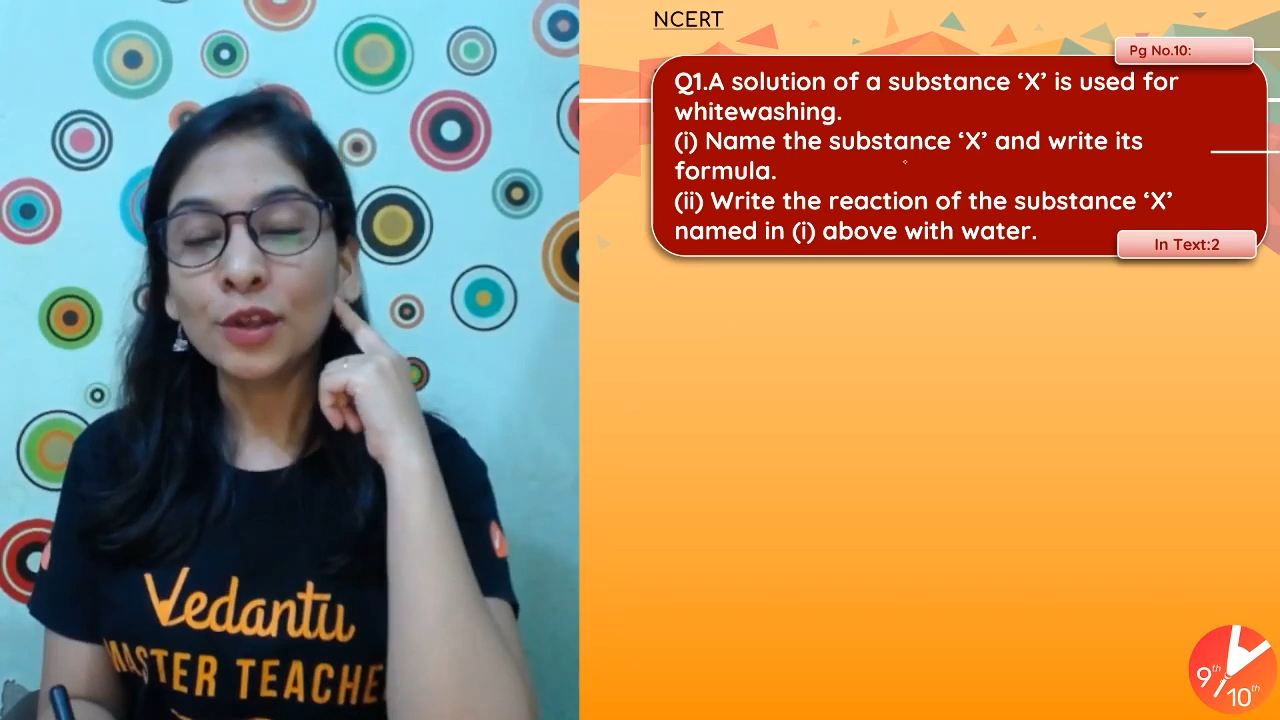 NCERT
Pg No.10:
Q1.A solution of a substance ‘X’ is used for
whitewashing.
(i) Name the substance ‘X’ and write its
formula.
(ii) Write the reaction of the substance ‘X’
named in (i) above with water.
In Text:2
Vedantu
MASTER TEACHE
9th
10th